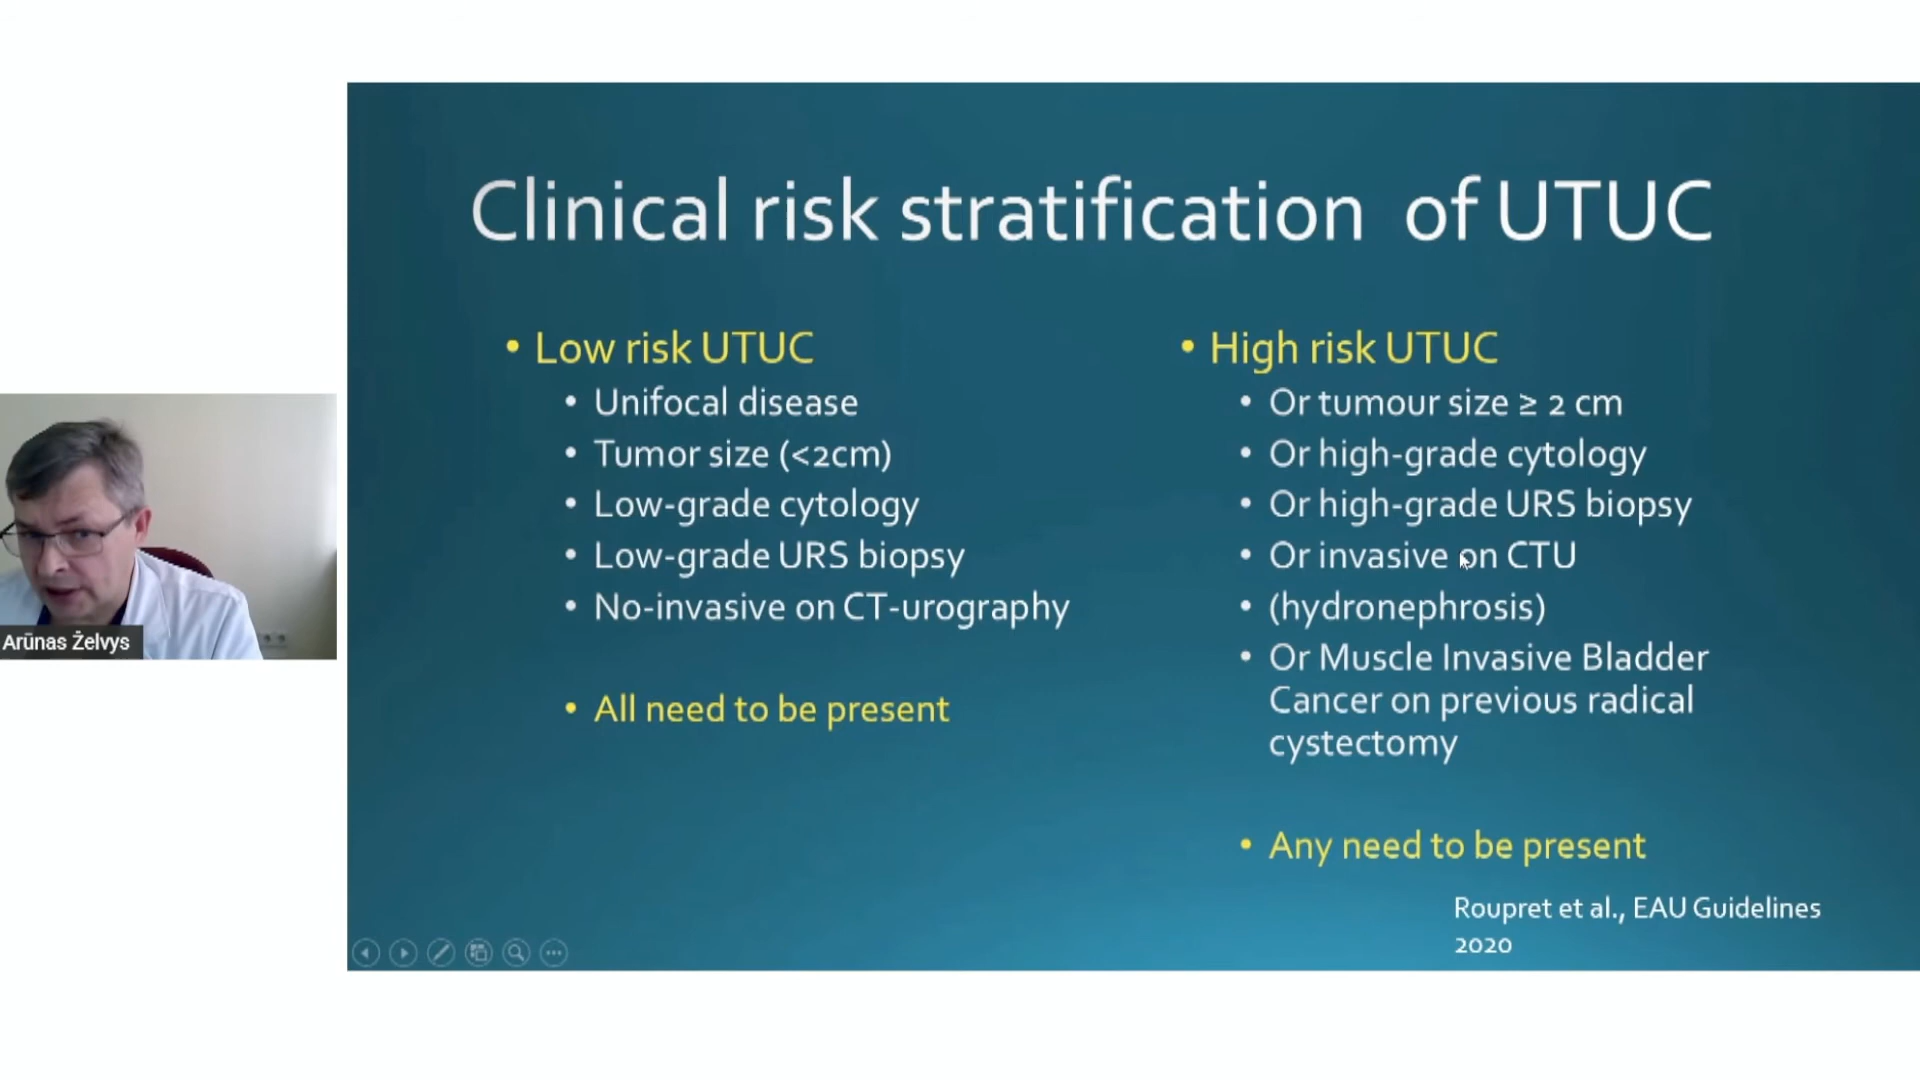 Clinical risk stratification of UTUC
• Low risk UTUC
• Unifocal disease
• Tumor size (<2cm)
• Low-grade cytology
• Low-grade URS biopsy
• No-invasive on CT-urography
• All need to be present
• High risk UTUC
• Or tumour size ≥ 2 cm
• Or high-grade cytology
• Or high-grade URS biopsy
• Or invasive on CTU
• (hydronephrosis)
• Or Muscle Invasive Bladder
Cancer on previous radical
cystectomy
• Any need to be present
Roupret et al., EAU Guidelines
2020
Arūnas Želvys